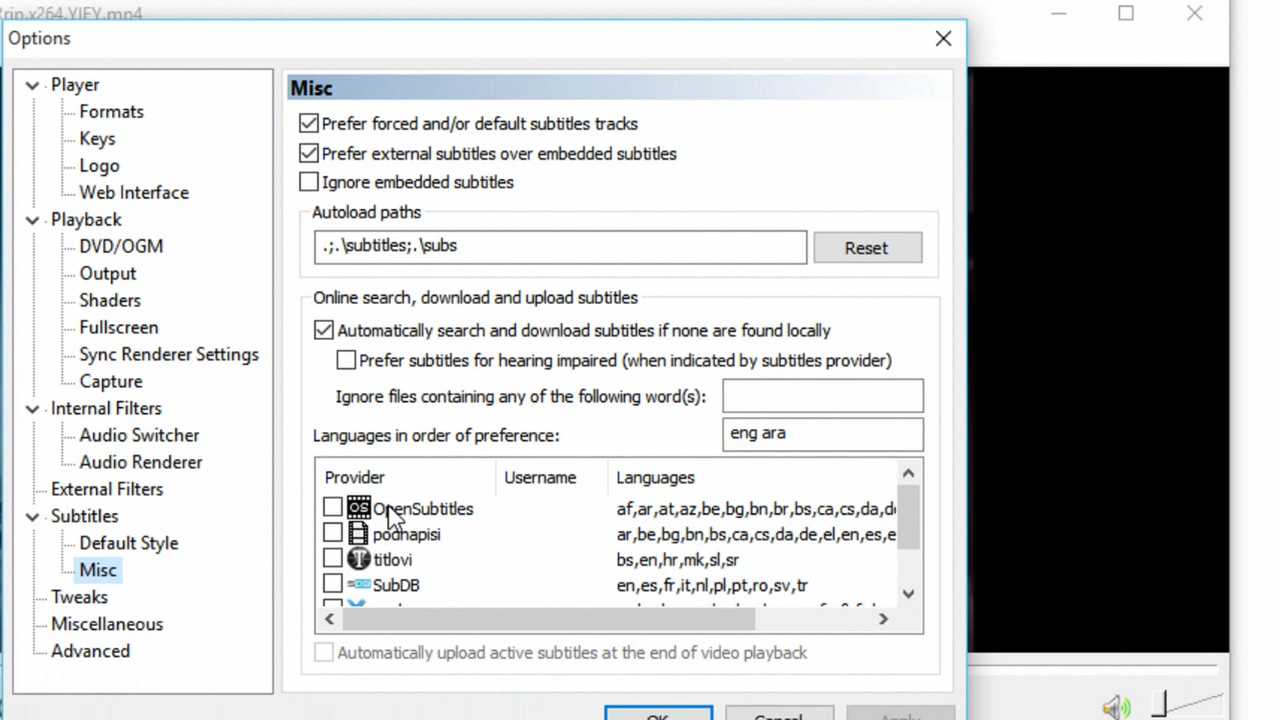 rip.x264.YIFY.mp4
Options
Player
Formats
Keys
Logo
Web Interface
Playback
DVD/OGM
Output
Shaders
Fullscreen
Sync Renderer Settings
Capture
Internal Filters
Audio Switcher
Audio Renderer
External Filters
Subtitles
Default Style
Misc
Tweaks
Miscellaneous
Advanced
Misc
Prefer forced and/or default subtitles tracks
Prefer external subtitles over embedded subtitles
Ignore embedded subtitles
Autoload paths
.;.\subtitles;.\subs
Reset
Online search, download and upload subtitles
Automatically search and download subtitles if none are found locally
Prefer subtitles for hearing impaired (when indicated by subtitles provider)
Ignore files containing any of the following word(s):
Languages in order of preference:
eng ara
Provider Username Languages
OpenSubtitles af,ar,at,az,be,bg,bn,br,bs,ca,cs,da,de
podnapisi ar,be,bg,bn,bs,ca,cs,da,de,el,en,es,e
titlovi bs,en,hr,mk,sl,sr
SubDB en,es,fr,it,nl,pl,pt,ro,sv,tr
Automatically upload active subtitles at the end of video playback
OK Cancel Apply